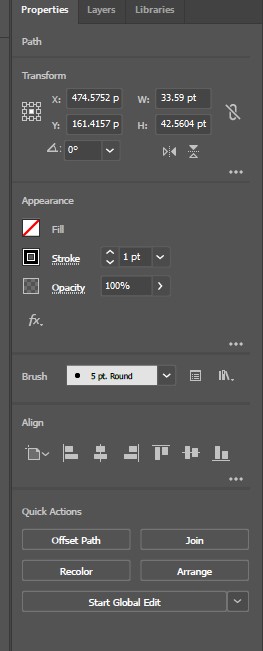 Properties Layers Libraries
Path
Transform
X: 474.5752 p W: 33.59 pt
Y: 161.4157 p H: 42.5604 pt
0°
Appearance
Fill
Stroke 1 pt
Opacity 100%
fx.
Brush 5 pt. Round
Align
Quick Actions
Offset Path Join
Recolor Arrange
Start Global Edit